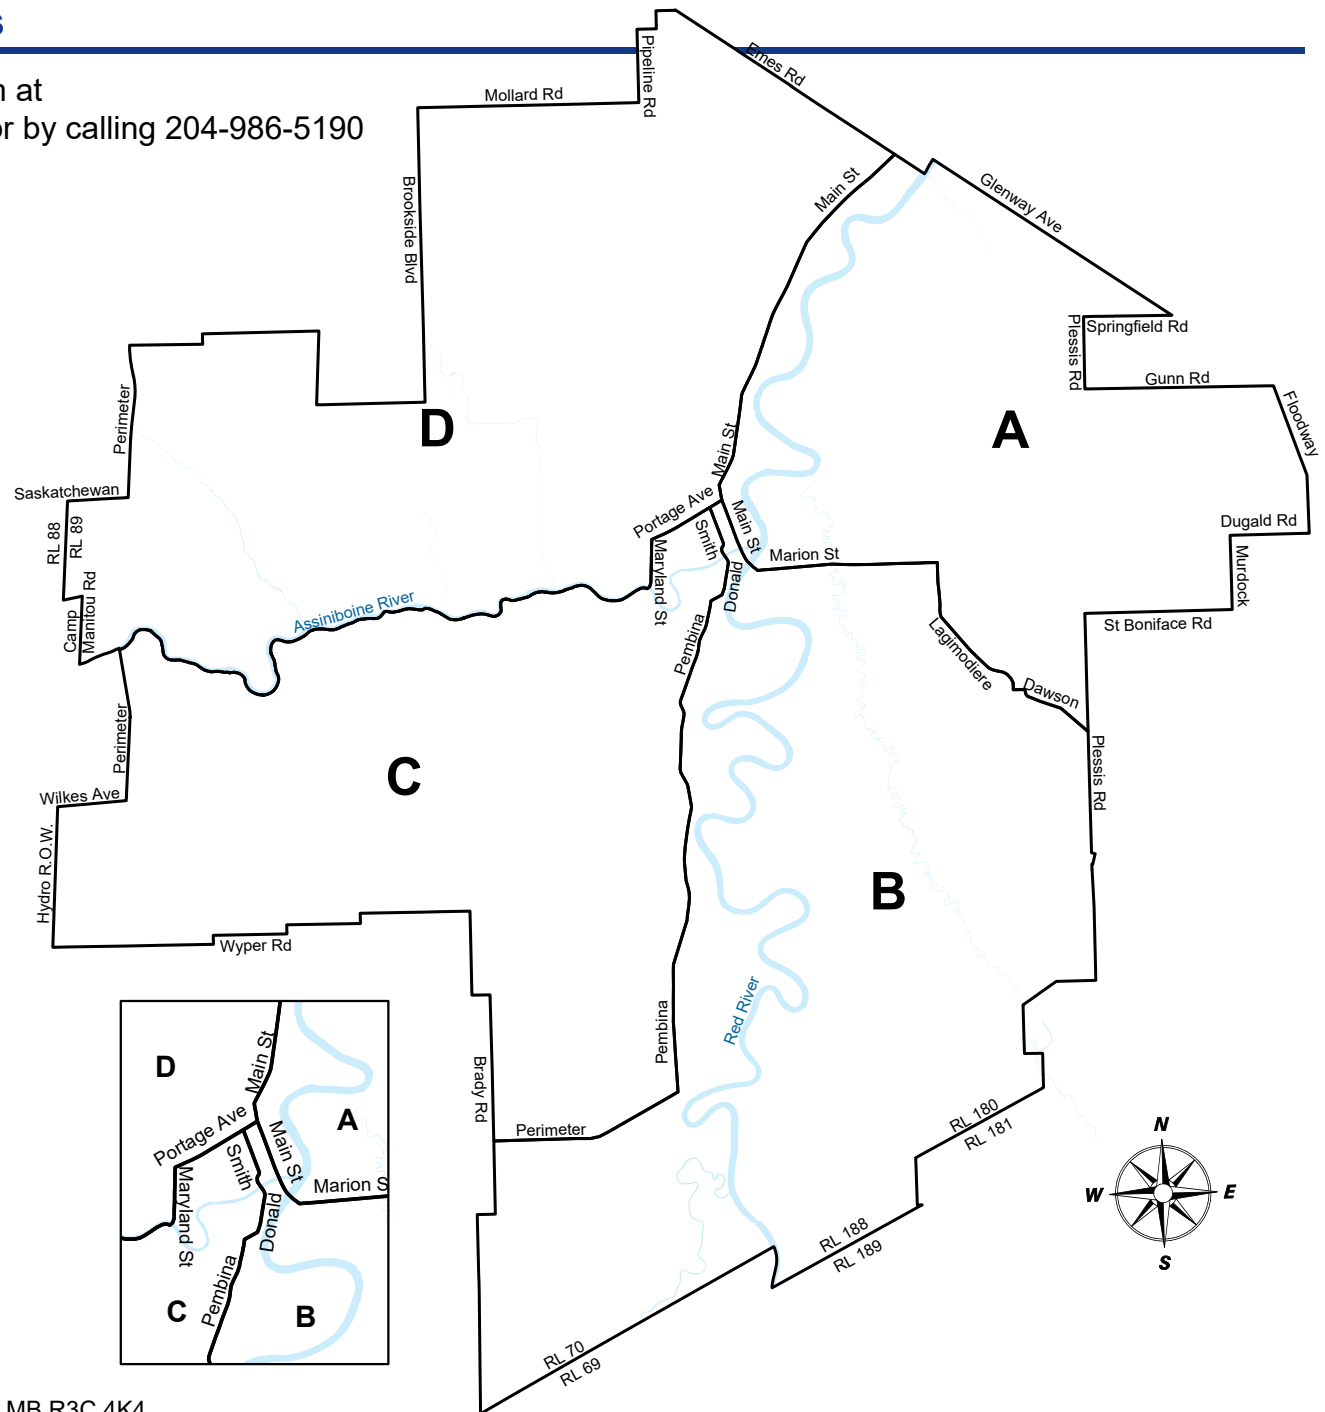 s
n at
or by calling 204-986-5190
Emes Rd
Pipeline Rd
Mollard Rd
Brookside Blvd
Main St
Glenway Ave
Plessis Rd
Springfield Rd
Gunn Rd
Floodway
Perimeter
D
A
Main St
Saskatchewan
RL 88
RL 89
Portage Ave
Smith
Main St
Dugald Rd
Maryland St
Marion St
Murdock
Donald
Camp
Manitou Rd
Assiniboine River
Pembina
St Boniface Rd
Lagimodiere
Dawson
Perimeter
Plessis Rd
C
Wilkes Ave
Hydro R.O.W.
B
Wyper Rd
Red River
Pembina
Brady Rd
Perimeter
RL 180
RL 181
RL 188
RL 189
RL 70
RL 69
D
Main St
A
Portage Ave
Smith
Main St
Maryland St
Marion S
Donald
Pembina
C
B
N
W
E
S
MB R3C 4K4